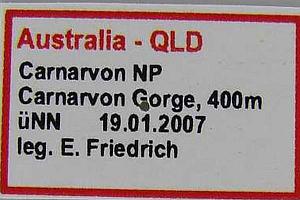 Australia - QLD
Carnarvon NP
Carnarvon Gorge, 400m
üNN 19.01.2007
leg. E. Friedrich